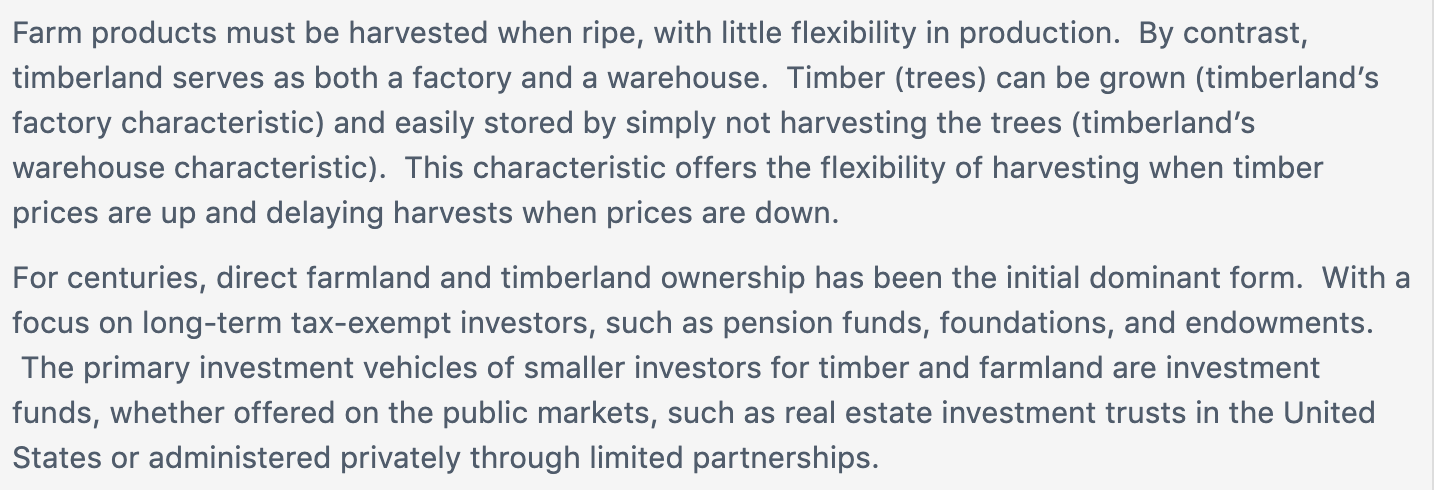 Farm products must be harvested when ripe, with little flexibility in production.  By contrast,
timberland serves as both a factory and a warehouse.  Timber (trees) can be grown (timberland’s
factory characteristic) and easily stored by simply not harvesting the trees (timberland’s
warehouse characteristic).  This characteristic offers the flexibility of harvesting when timber
prices are up and delaying harvests when prices are down.
For centuries, direct farmland and timberland ownership has been the initial dominant form.  With a
focus on long-term tax-exempt investors, such as pension funds, foundations, and endowments.
The primary investment vehicles of smaller investors for timber and farmland are investment
funds, whether offered on the public markets, such as real estate investment trusts in the United
States or administered privately through limited partnerships.